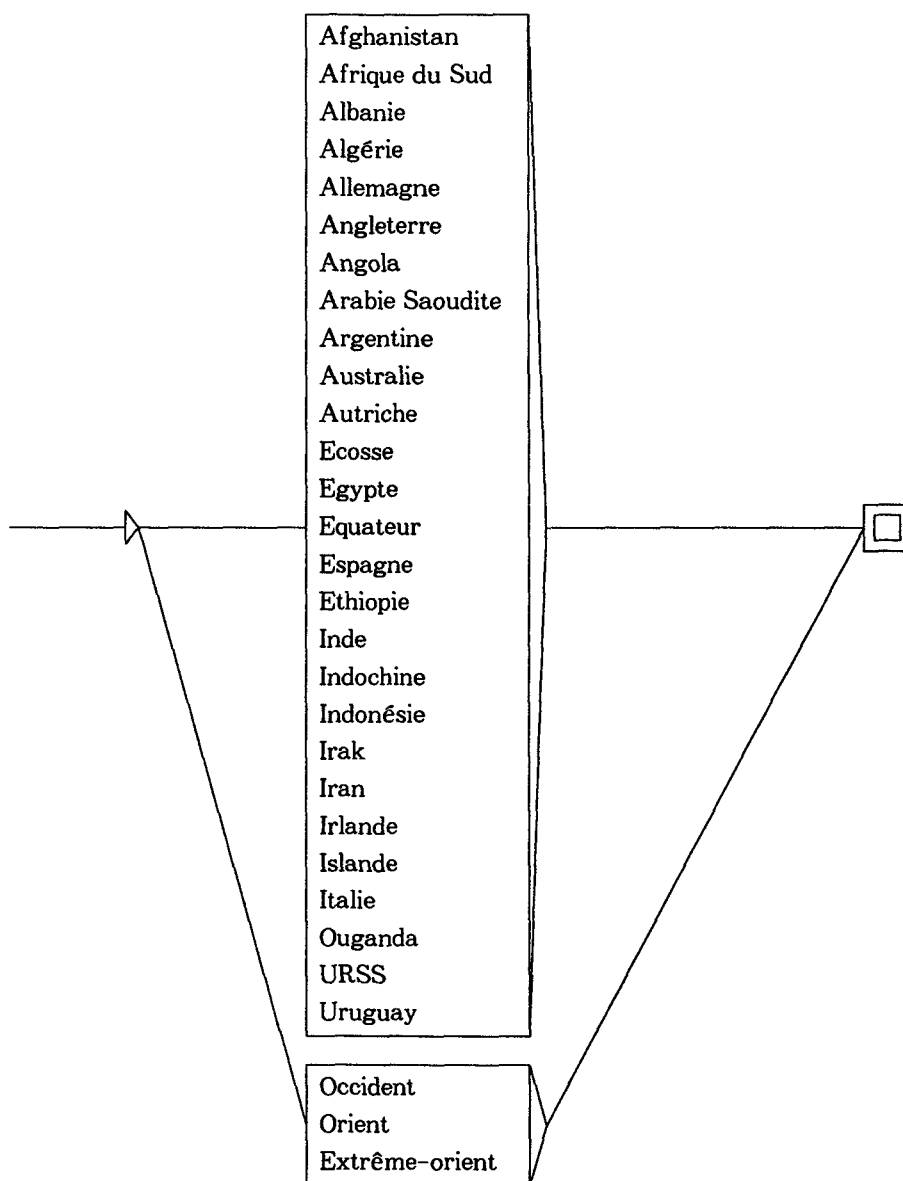 Afghanistan
Afrique du Sud
Albanie
Algérie
Allemagne
Angleterre
Angola
Arabie Saoudite
Argentine
Australie
Autriche
Ecosse
Egypte
Equateur
Espagne
Ethiopie
Inde
Indochine
Indonésie
Irak
Iran
Irlande
Islande
Italie
Ouganda
URSS
Uruguay
Occident
Orient
Extrême-orient